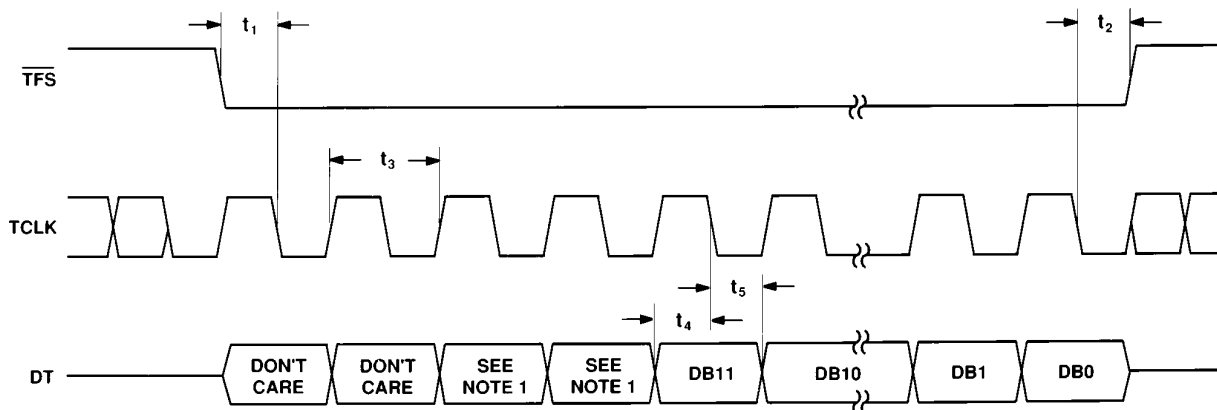 t1
t2
TFS
t3
TCLK
t5
t4
DT
DON'T
CARE
DON'T
CARE
SEE
NOTE 1
SEE
NOTE 1
DB11
DB10
DB1
DB0